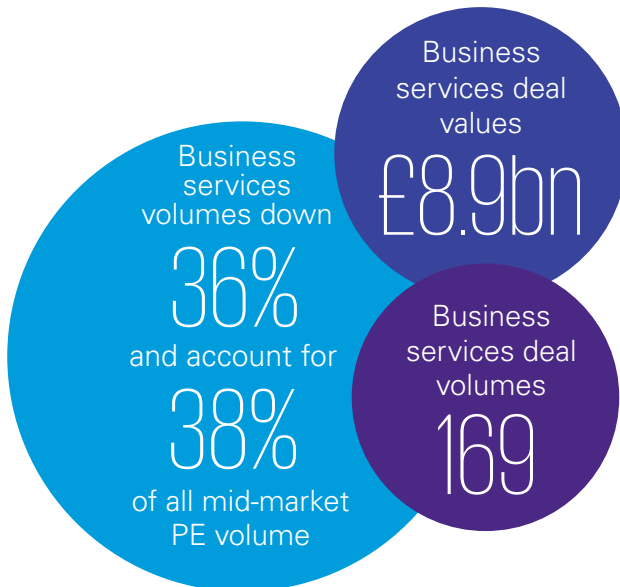 Business
services deal
values
£8.9bn
Business
services
volumes down
36%
and account for
38%
of all mid-market
PE volume
Business
services deal
volumes
169